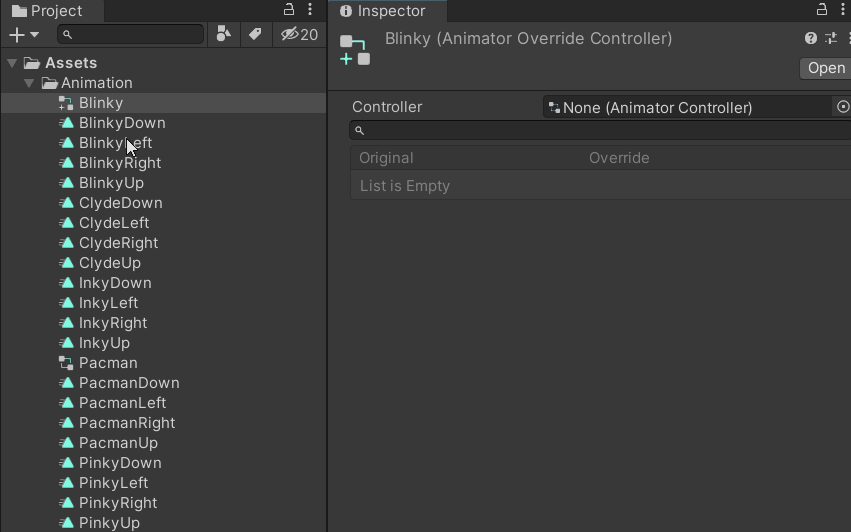 Project
20
Assets
Animation
Blinky
BlinkyDown
BlinkyLeft
BlinkyRight
BlinkyUp
ClydeDown
ClydeLeft
ClydeRight
ClydeUp
InkyDown
InkyLeft
InkyRight
InkyUp
Pacman
PacmanDown
PacmanLeft
PacmanRight
PacmanUp
PinkyDown
PinkyLeft
PinkyRight
PinkyUp
Inspector
Blinky (Animator Override Controller)
Open
Controller None (Animator Controller)
Original Override
List is Empty